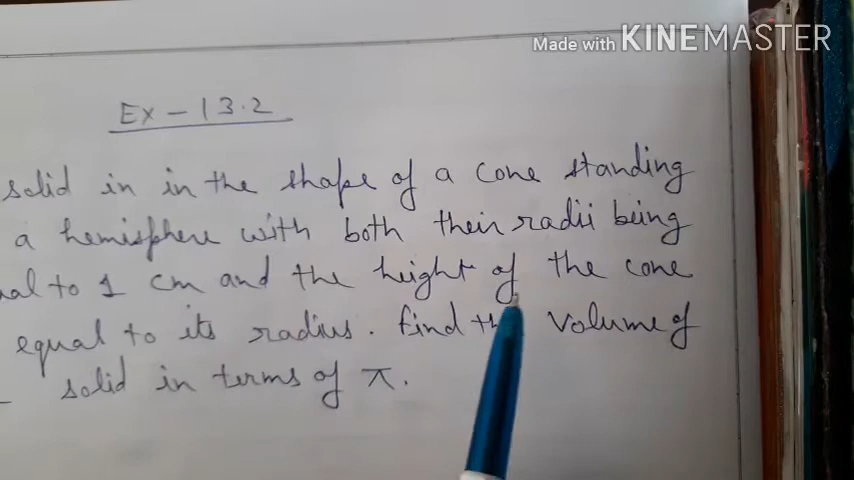 Made with KINEMASTER
Ex - 13.2
solid in in the shape of a cone standing
a hemisphere with both their radii being
ual to 1 cm and the height of the cone
equal to its radius. find the volume of
solid in terms of π.